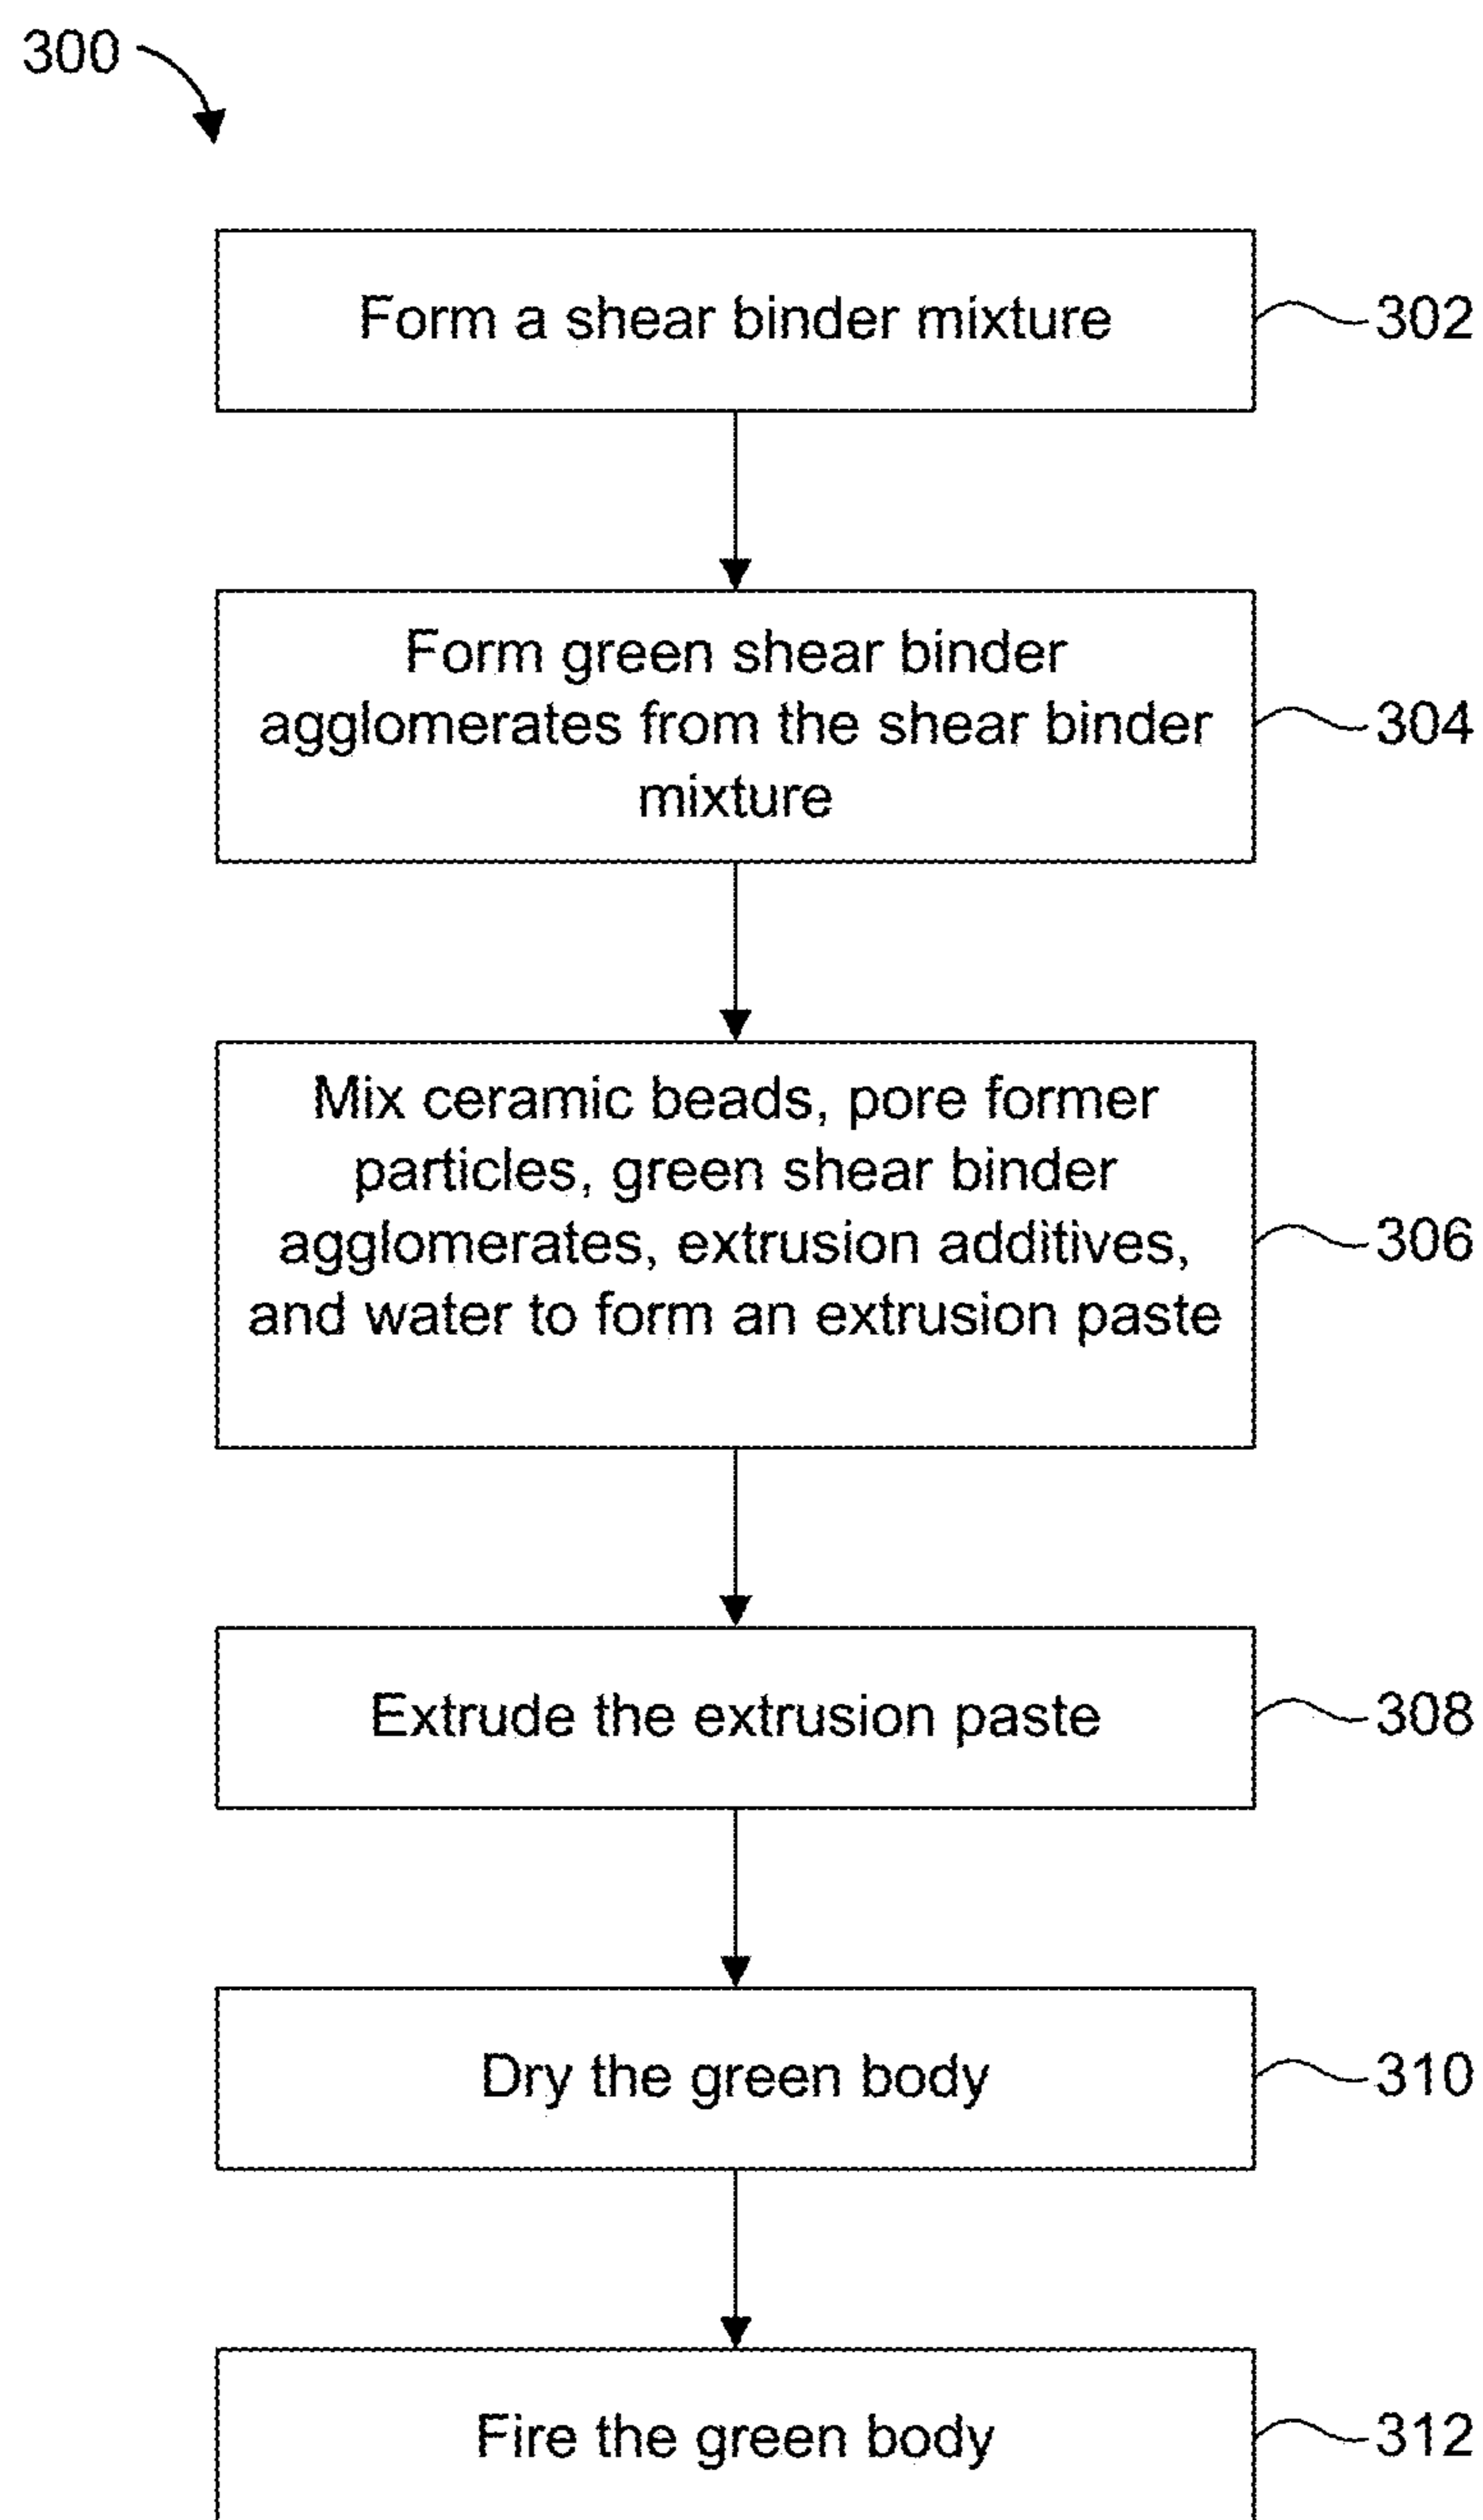 300
Form a shear binder mixture
302
Form green shear binder
agglomerates from the shear binder
mixture
304
Mix ceramic beads, pore former
particles, green shear binder
agglomerates, extrusion additives,
and water to form an extrusion paste
306
Extrude the extrusion paste
308
Dry the green body
310
Fire the green body
312